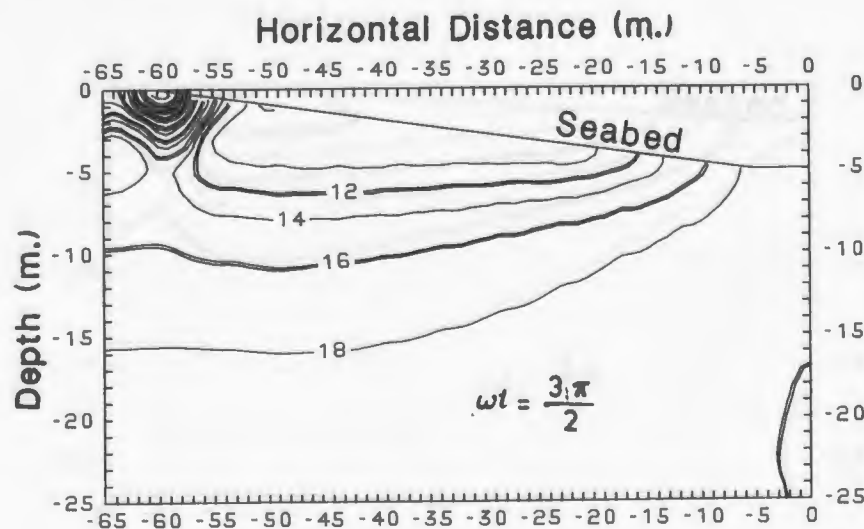 Horizontal Distance (m.)
-65 -60 -55 -50 -45 -40 -35 -30 -25 -20 -15 -10 -5 0
0 0
Seabed
-5 -5
12
14
-10 16 -10
-15 18 -15
Depth (m.)
ωt = 3π/2
-20 -20
-25 -25
-65 -60 -55 -50 -45 -40 -35 -30 -25 -20 -15 -10 -5 0